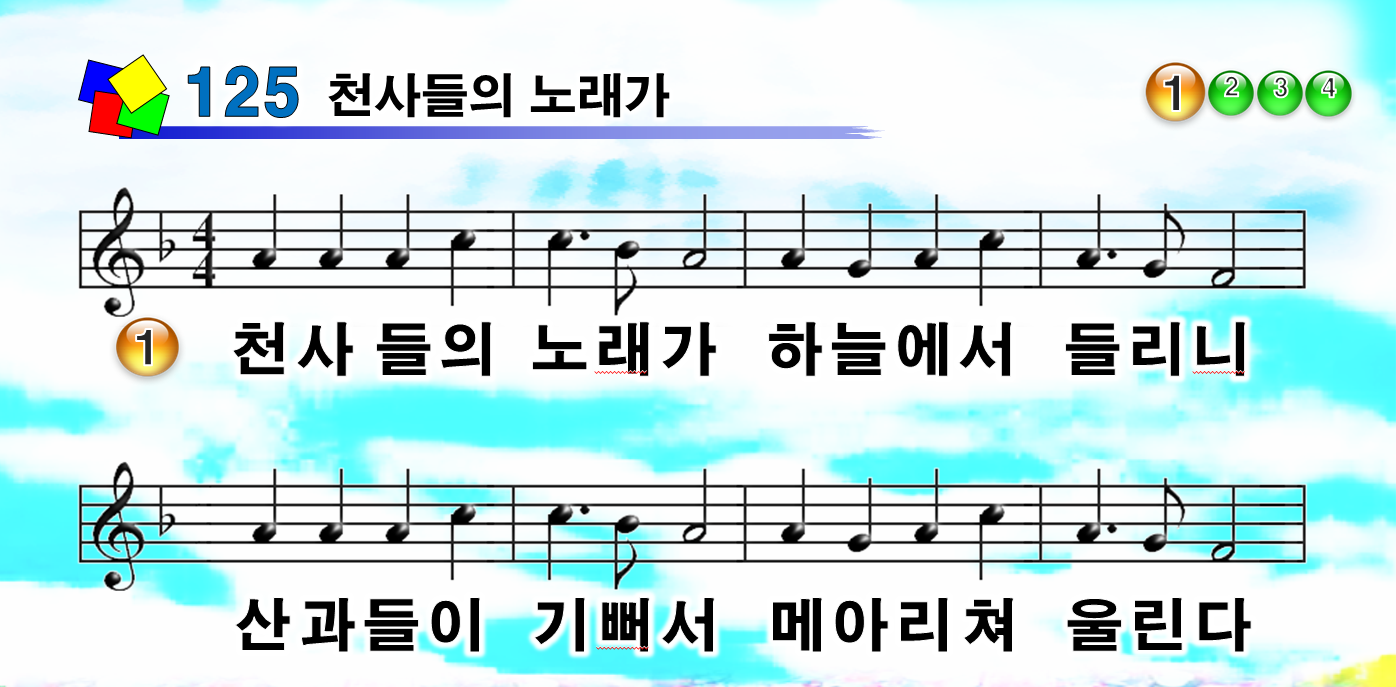 125 천사들의 노래가
1 2 3 4
4
4
1 천사들의 노래가 하늘에서 들리니
산과들이 기뻐서 메아리쳐 울린다